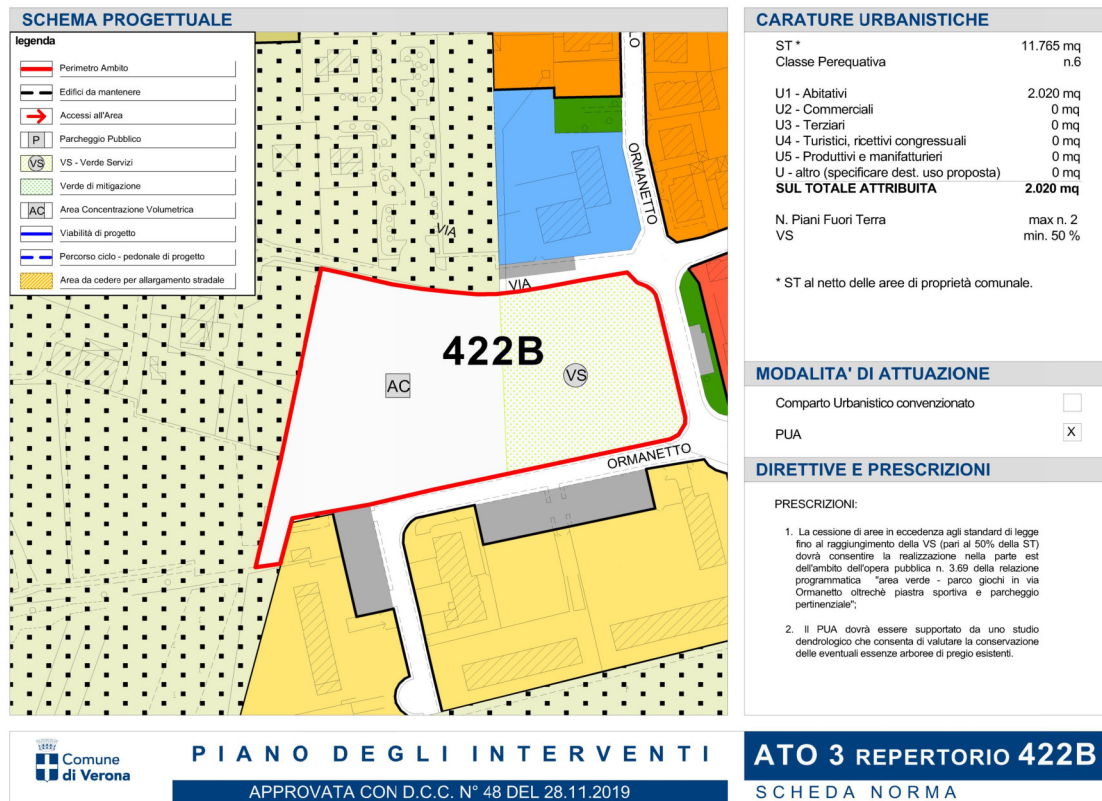 SCHEMA PROGETTUALE
legenda
Perimetro Ambito
Edifici da mantenere
Accessi all'Area
P Parcheggio Pubblico
VS VS - Verde Servizi
Verde di mitigazione
AC Area Concentrazione Volumetrica
Viabilità di progetto
Percorso ciclo - pedonale di progetto
Area da cedere per allargamento stradale
LO
ORMANETTO
VIA
VIA
422B
AC
VS
ORMANETTO
CARATURE URBANISTICHE
ST * 11.765 mq
Classe Perequativa n.6
U1 - Abitativi 2.020 mq
U2 - Commerciali 0 mq
U3 - Terziari 0 mq
U4 - Turistici, ricettivi congressuali 0 mq
U5 - Produttivi e manifatturieri 0 mq
U - altro (specificare dest. uso proposta) 0 mq
SUL TOTALE ATTRIBUITA 2.020 mq
N. Piani Fuori Terra max n. 2
VS min. 50 %
* ST al netto delle aree di proprietà comunale.
MODALITA' DI ATTUAZIONE
Comparto Urbanistico convenzionato
PUA X
DIRETTIVE E PRESCRIZIONI
PRESCRIZIONI:
1. La cessione di aree in eccedenza agli standard di legge
fino al raggiungimento della VS (pari al 50% della ST)
dovrà consentire la realizzazione nella parte est
dell'ambito dell'opera pubblica n. 3.69 della relazione
programmatica "area verde - parco giochi in via
Ormanetto oltrechè piastra sportiva e parcheggio
pertinenziale";
2. Il PUA dovrà essere supportato da uno studio
dendrologico che consenta di valutare la conservazione
delle eventuali essenze arboree di pregio esistenti.
Comune
di Verona
PIANO DEGLI INTERVENTI
APPROVATA CON D.C.C. N° 48 DEL 28.11.2019
ATO 3 REPERTORIO 422B
SCHEDA NORMA